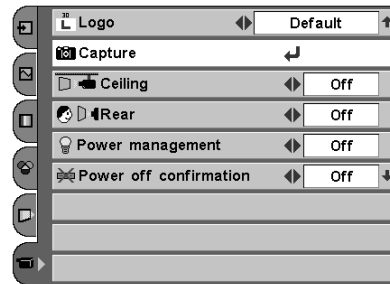 Logo Default
Capture
Ceiling Off
Rear Off
Power management Off
Power off confirmation Off